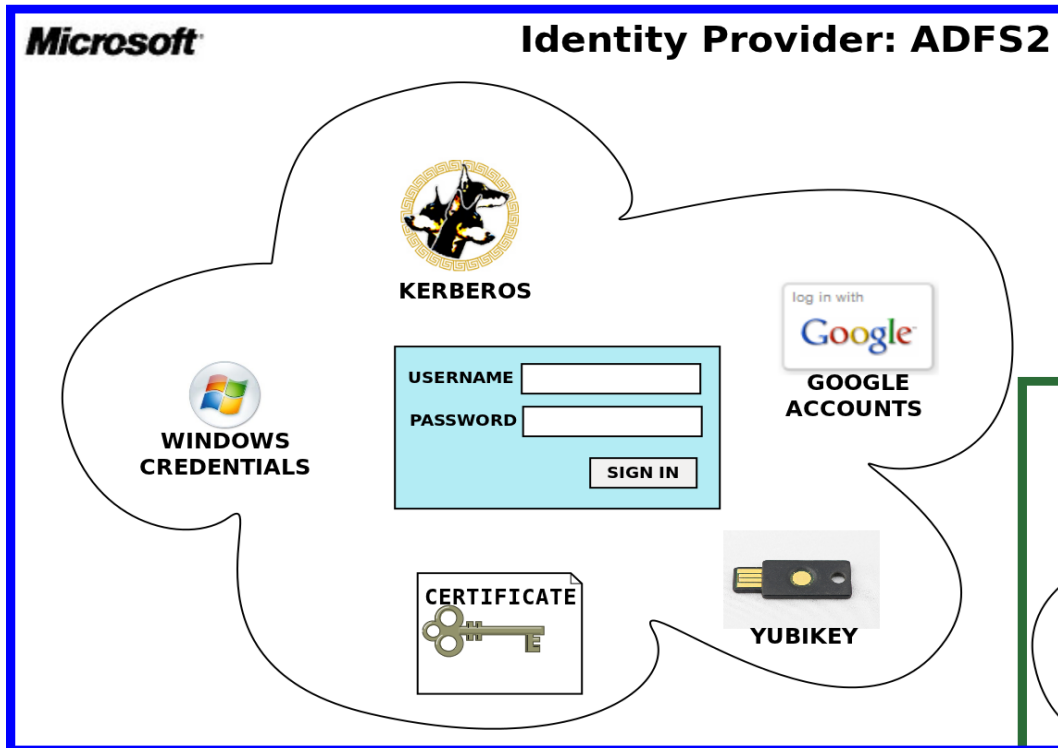 Microsoft
Identity Provider: ADFS2
KERBEROS
log in with
Google
GOOGLE
ACCOUNTS
USERNAME
PASSWORD
SIGN IN
WINDOWS
CREDENTIALS
CERTIFICATE
YUBIKEY